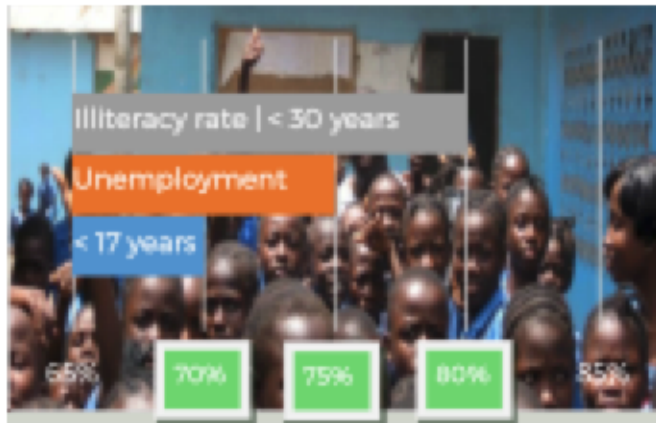 Illiteracy rate | < 30 years
Unemployment
< 17 years
65% 70% 75% 80% 85%